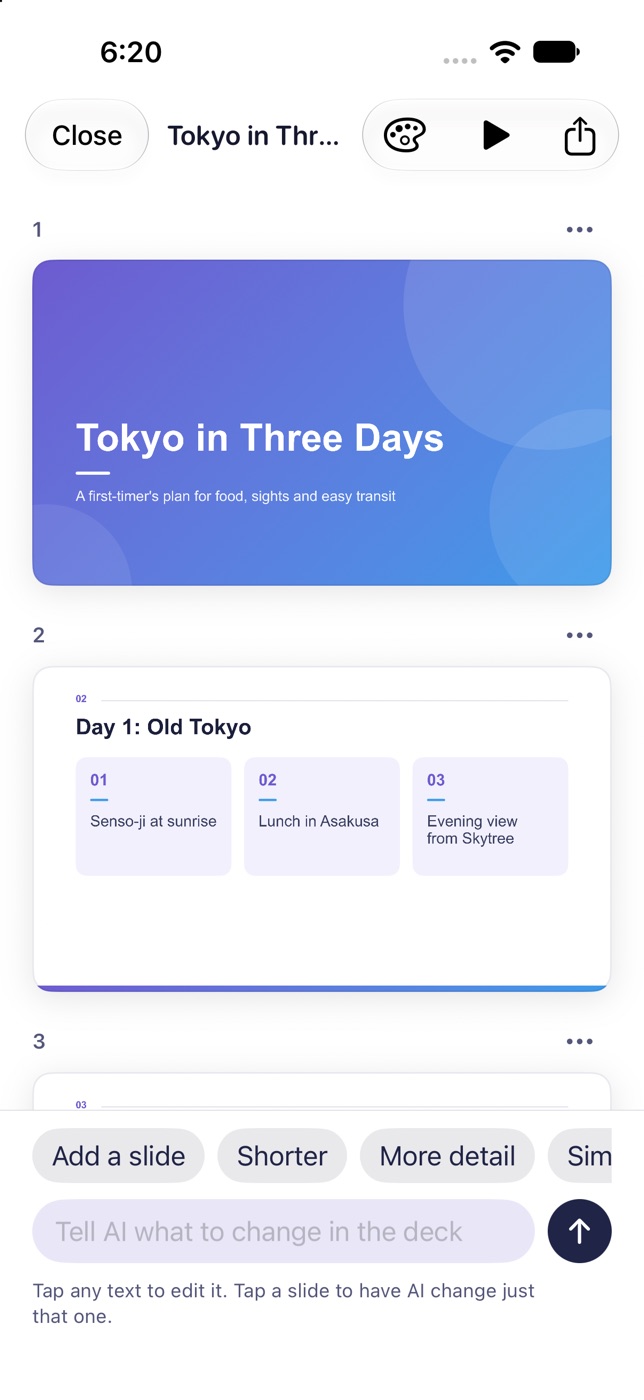 6:20
Close
Tokyo in Thr...
1
Tokyo in Three Days
A first-timer's plan for food, sights and easy transit
2
02
Day 1: Old Tokyo
01
Senso-ji at sunrise
02
Lunch in Asakusa
03
Evening view
from Skytree
3
03
Add a slide
Shorter
More detail
Sim
Tell AI what to change in the deck
Tap any text to edit it. Tap a slide to have AI change just
that one.